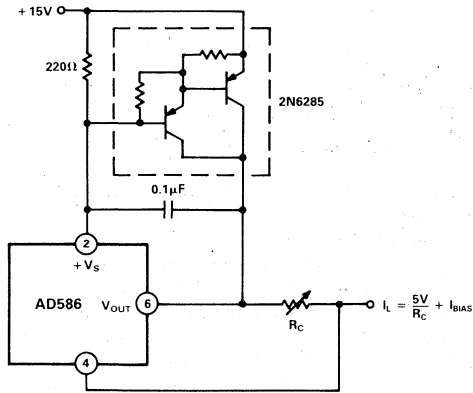 + 15V
220Ω
2N6285
0.1µF
2
+ VS
AD586
VOUT
6
RC
IL = 5V/RC + IBIAS
4